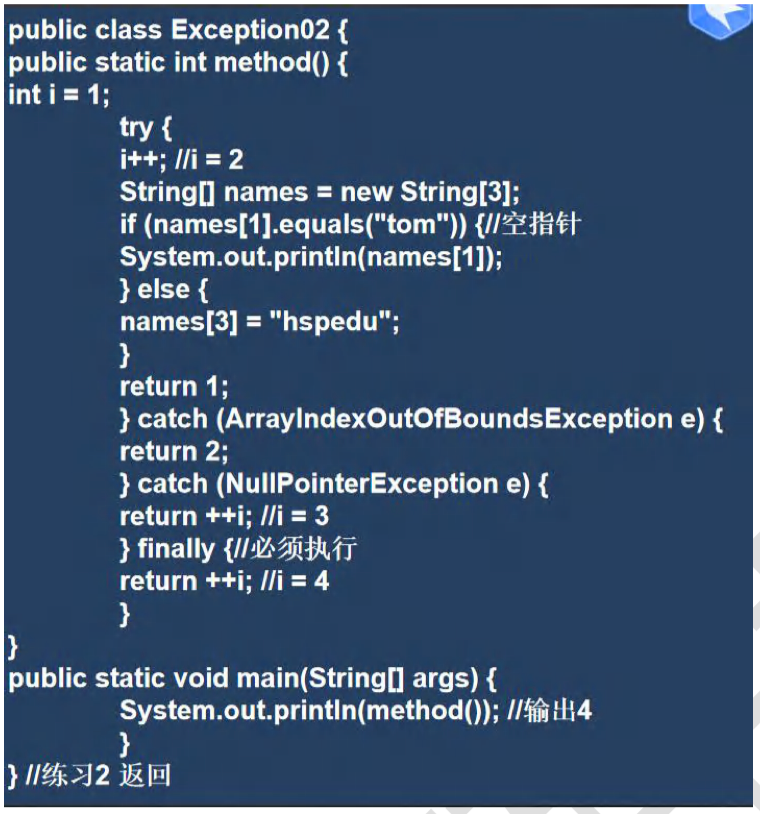 public class Exception02 {
public static int method() {
int i = 1;
try {
i++; //i = 2
String[] names = new String[3];
if (names[1].equals("tom")) {//空指针
System.out.println(names[1]);
} else {
names[3] = "hspedu";
}
return 1;
} catch (ArrayIndexOutOfBoundsException e) {
return 2;
} catch (NullPointerException e) {
return ++i; //i = 3
} finally {//必须执行
return ++i; //i = 4
}
}
public static void main(String[] args) {
System.out.println(method()); //输出4
}
} //练习2 返回